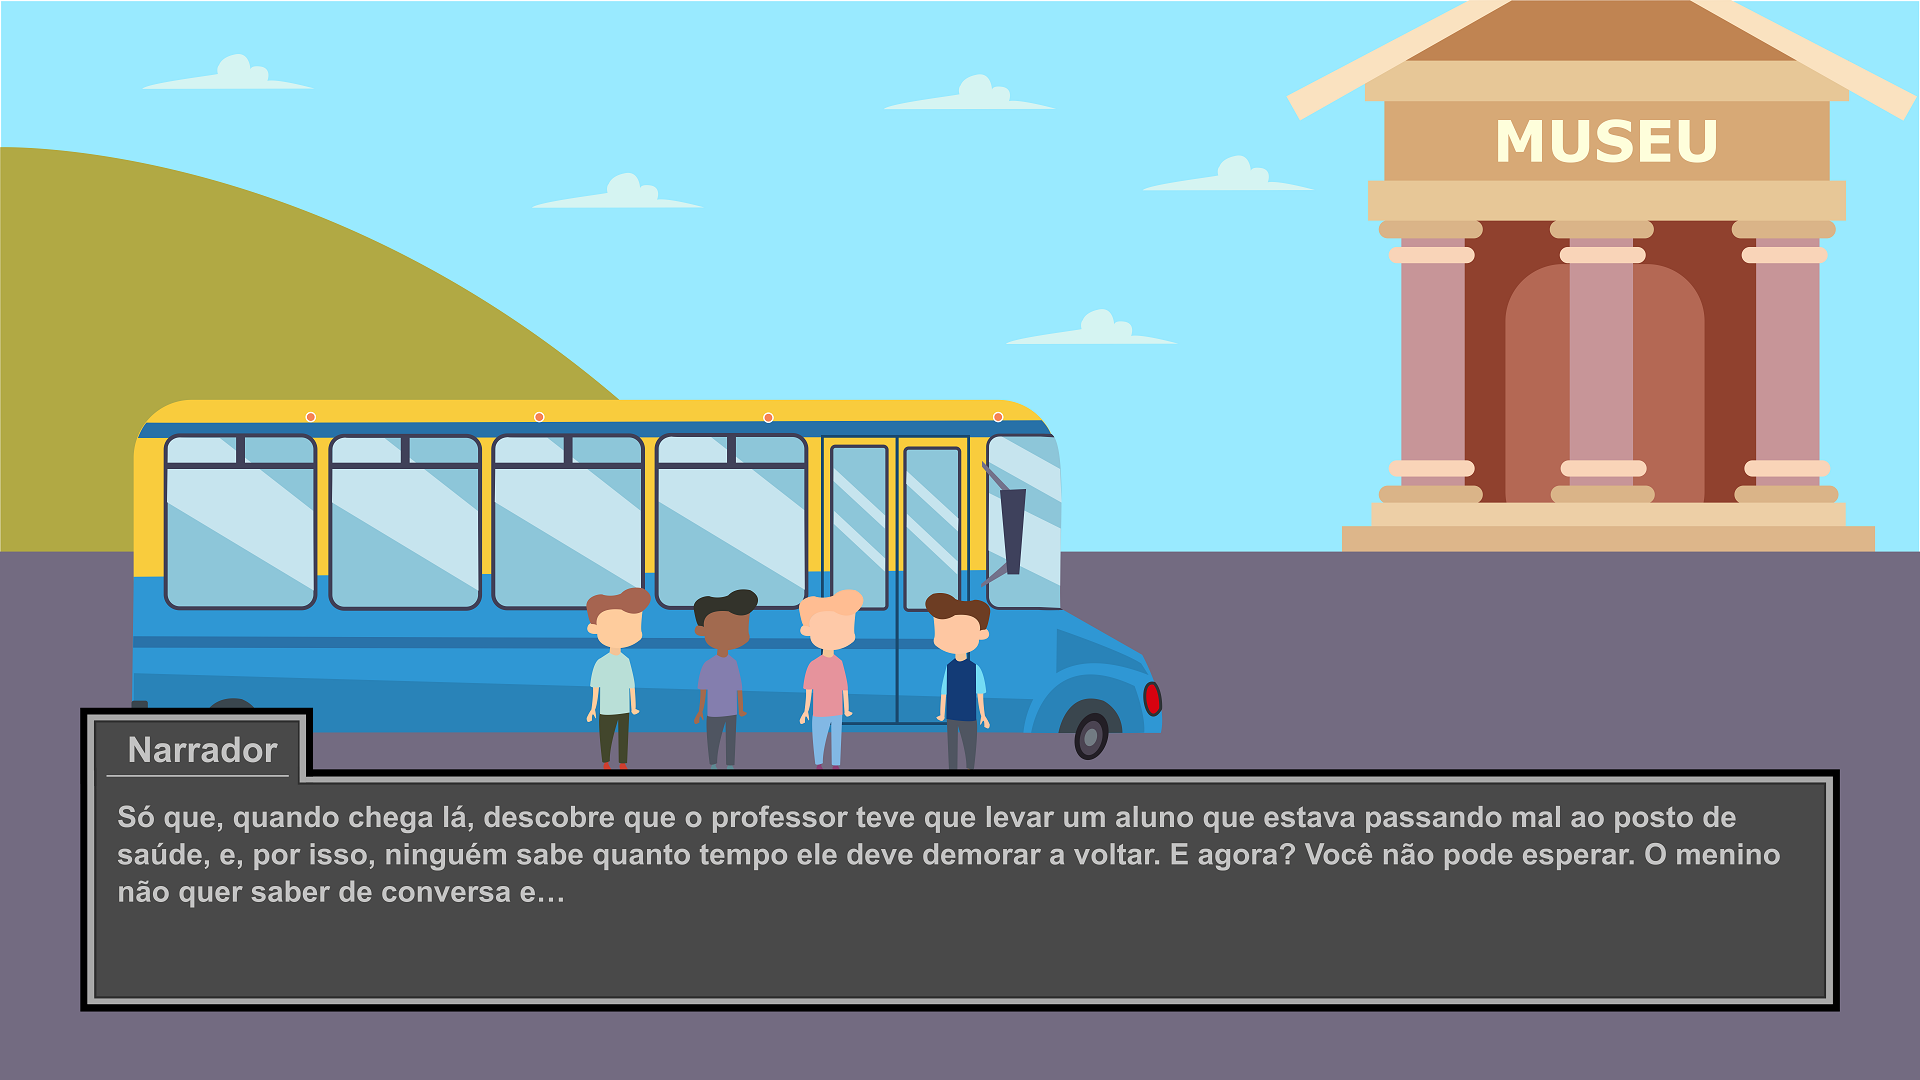 MUSEU
Narrador
Só que, quando chega lá, descobre que o professor teve que levar um aluno que estava passando mal ao posto de
saúde, e, por isso, ninguém sabe quanto tempo ele deve demorar a voltar. E agora? Você não pode esperar. O menino
não quer saber de conversa e…